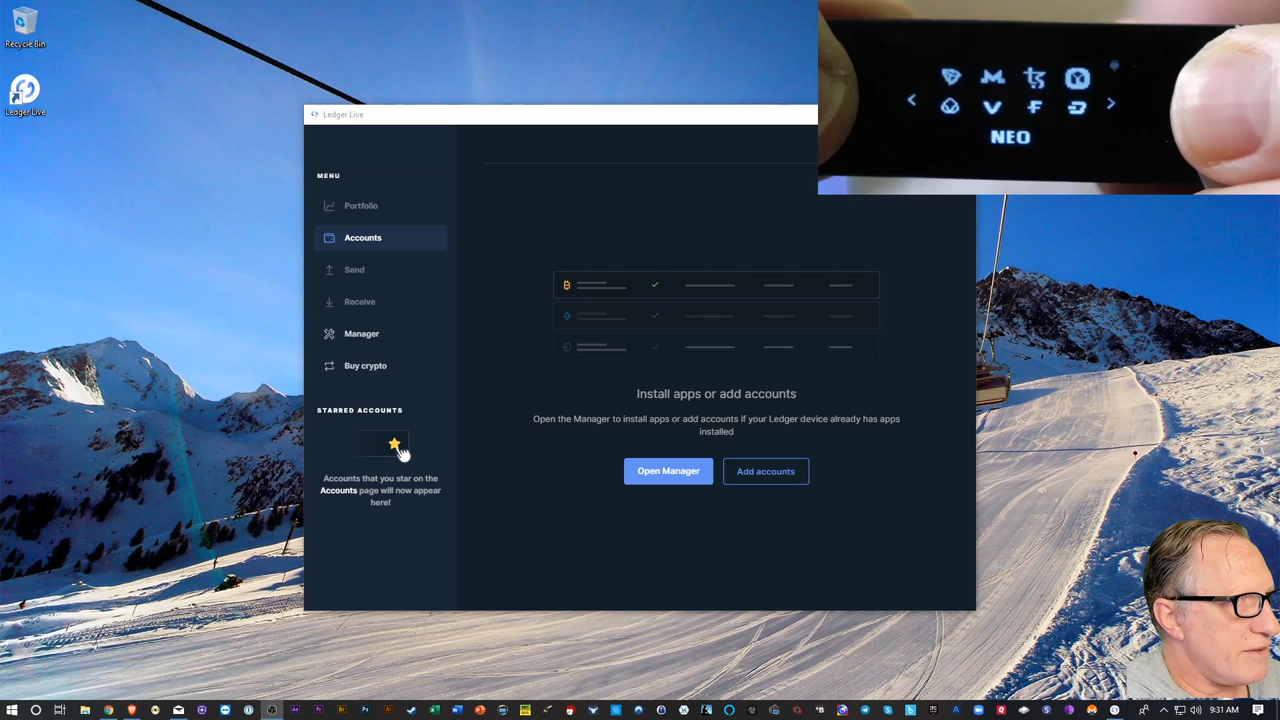 Recycle Bin
Ledger Live
Ledger Live
MENU
Portfolio
Accounts
Send
Receive
Manager
Buy crypto
STARRED ACCOUNTS
Accounts that you star on the
Accounts page will now appear
here!
Install apps or add accounts
Open the Manager to install apps or add accounts if your Ledger device already has apps
installed
Open Manager
Add accounts
NEO
9:31 AM